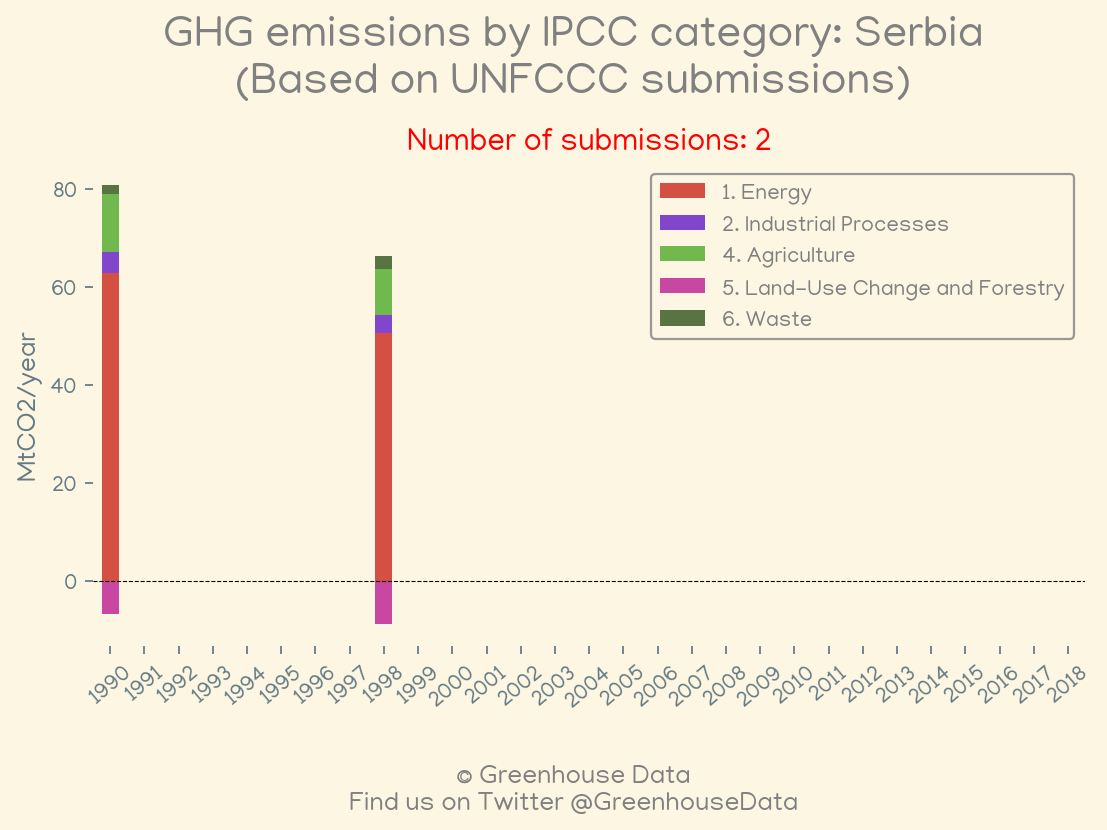 GHG emissions by IPCC category: Serbia
(Based on UNFCCC submissions)
Number of submissions: 2
1. Energy
2. Industrial Processes
4. Agriculture
5. Land-Use Change and Forestry
6. Waste
MtCO2/year
80
60
40
20
0
1990 1991 1992 1993 1994 1995 1996 1997 1998 1999 2000 2001 2002 2003 2004 2005 2006 2007 2008 2009 2010 2011 2012 2013 2014 2015 2016 2017 2018
© Greenhouse Data
Find us on Twitter @GreenhouseData